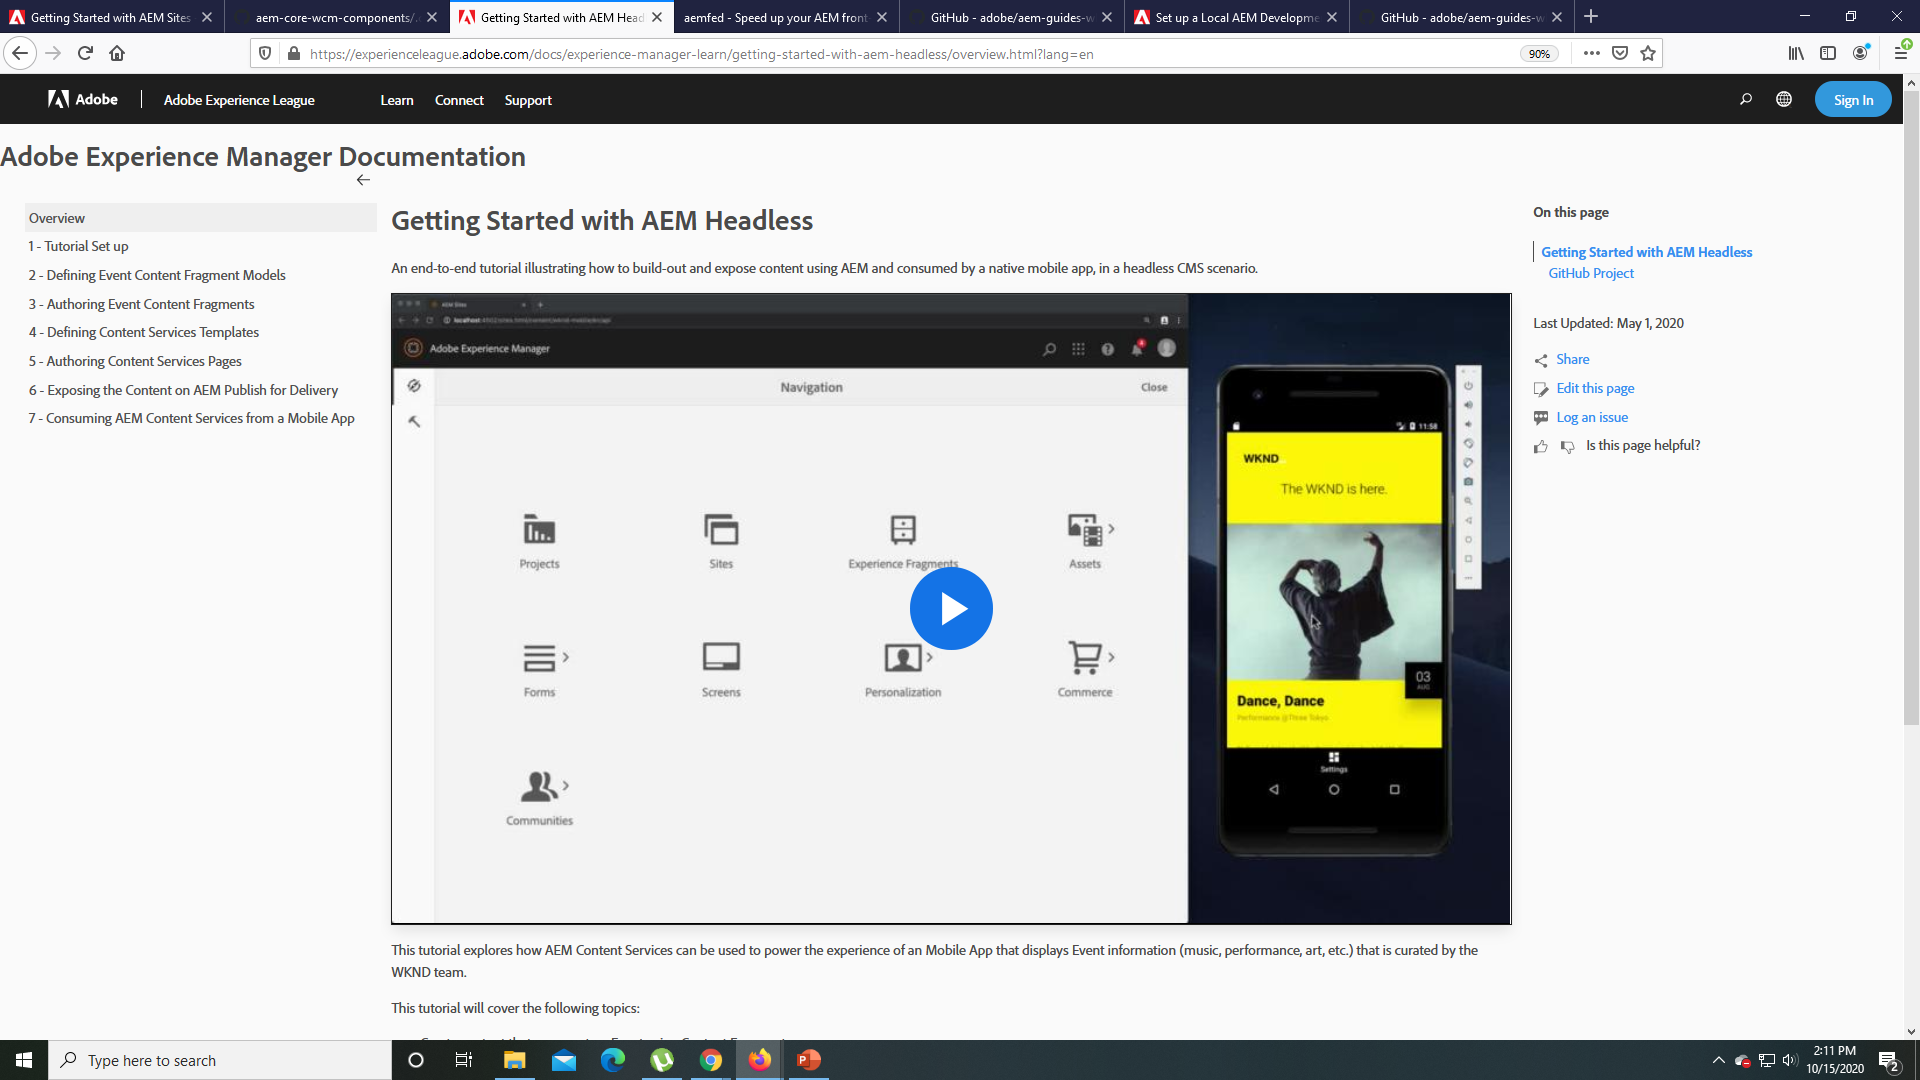 Getting Started with AEM Sites
aem-core-wcm-components/.
Getting Started with AEM Head
aemfed - Speed up your AEM front
GitHub - adobe/aem-guides-w
Set up a Local AEM Developme
GitHub - adobe/aem-guides-w
https://experienceleague.adobe.com/docs/experience-manager-learn/getting-started-with-aem-headless/overview.html?lang=en
90%
Adobe
Adobe Experience League
Learn
Connect
Support
Sign In
Adobe Experience Manager Documentation
Overview
1 - Tutorial Set up
2 - Defining Event Content Fragment Models
3 - Authoring Event Content Fragments
4 - Defining Content Services Templates
5 - Authoring Content Services Pages
6 - Exposing the Content on AEM Publish for Delivery
7 - Consuming AEM Content Services from a Mobile App
Getting Started with AEM Headless
An end-to-end tutorial illustrating how to build-out and expose content using AEM and consumed by a native mobile app, in a headless CMS scenario.
AEM Sites
Adobe Experience Manager
Navigation
Close
Projects
Sites
Experience Fragments
Assets
Forms
Screens
Personalization
Commerce
Communities
11:58
WKND
The WKND is here.
03
AUG
Dance, Dance
Performance @Three Tokyo
Settings
This tutorial explores how AEM Content Services can be used to power the experience of an Mobile App that displays Event information (music, performance, art, etc.) that is curated by the
WKND team.
This tutorial will cover the following topics:
On this page
Getting Started with AEM Headless
GitHub Project
Last Updated: May 1, 2020
Share
Edit this page
Log an issue
Is this page helpful?
Type here to search
2:11 PM
10/15/2020
2